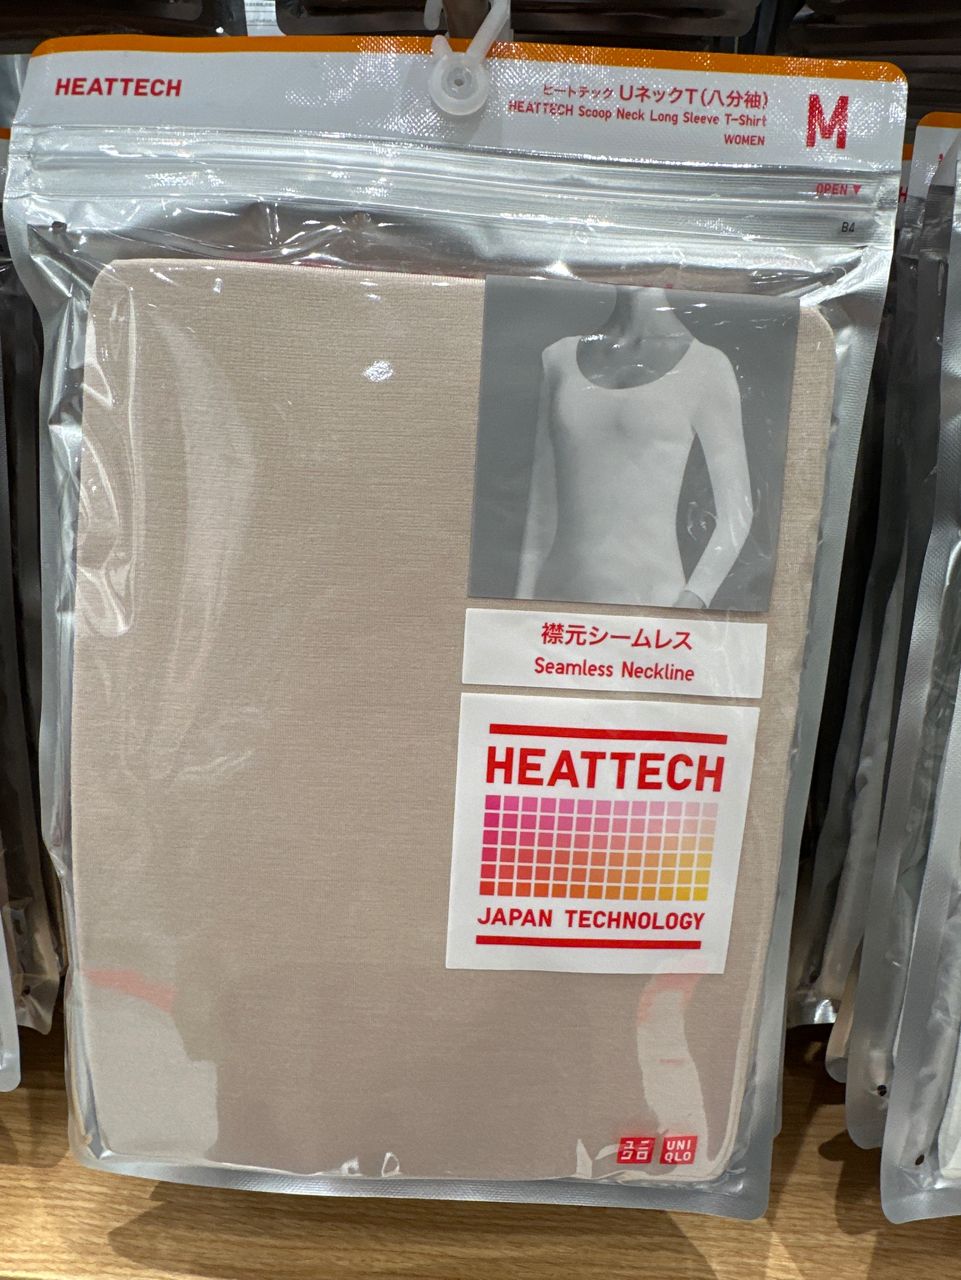 HEATTECH
ヒートテック UネックT(八分袖)
HEATTECH Scoop Neck Long Sleeve T-Shirt
WOMEN
M
OPEN ▼
B4
襟元シームレス
Seamless Neckline
HEATTECH
JAPAN TECHNOLOGY
ユニ
クロ
UNI
QLO